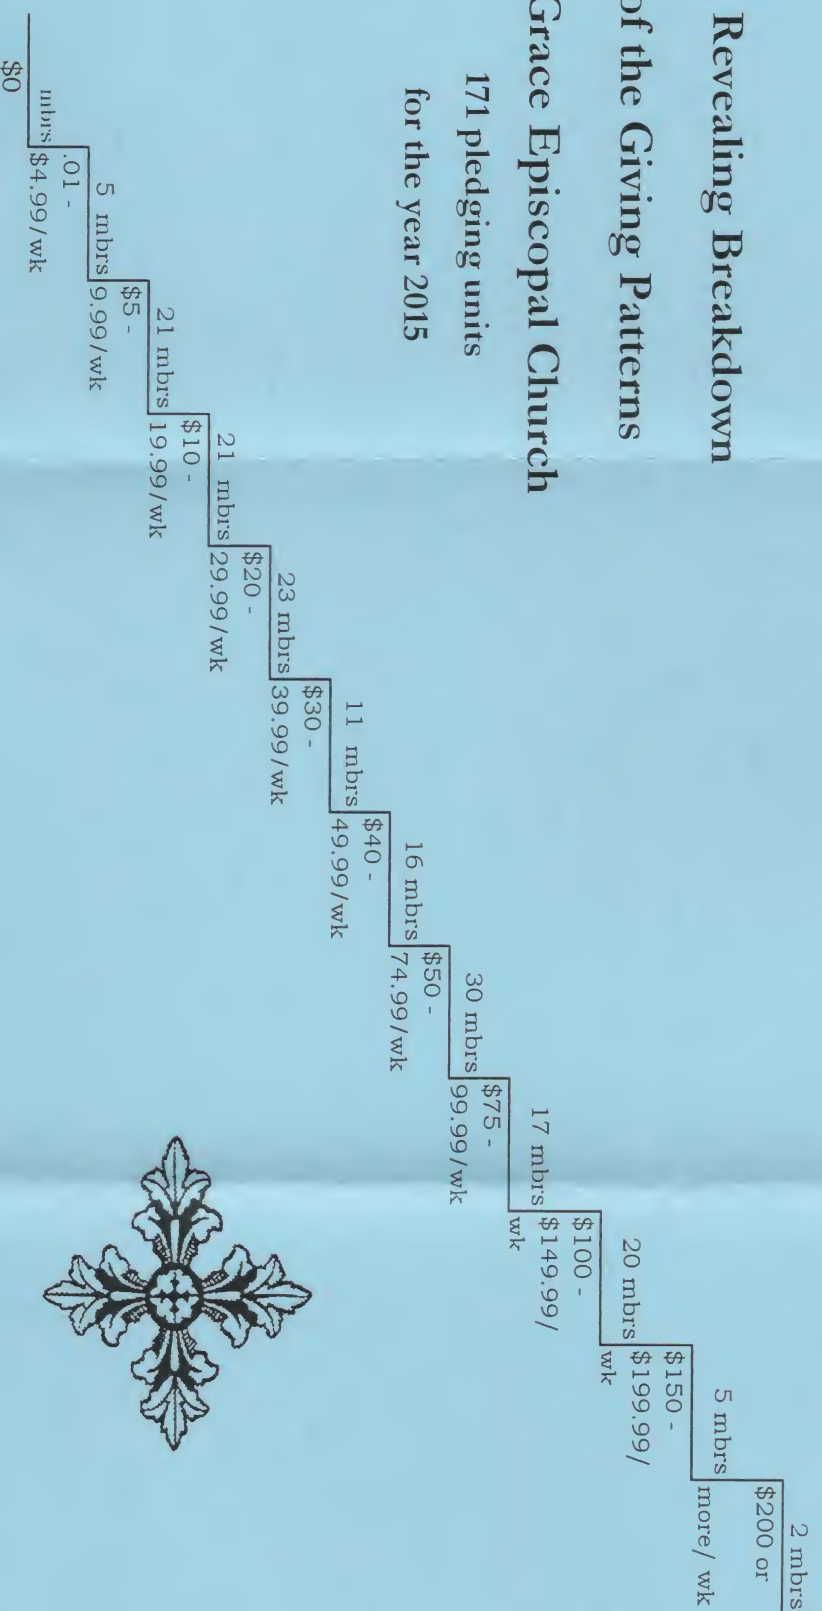 Revealing Breakdown
of the Giving Patterns
Grace Episcopal Church
171 pledging units
for the year 2015
mbrs
$0
5 mbrs
.01 -
$4.99/wk
21 mbrs
$5 -
9.99/wk
21 mbrs
$10 -
19.99/wk
23 mbrs
$20 -
29.99/wk
11 mbrs
$30 -
39.99/wk
16 mbrs
$40 -
49.99/wk
30 mbrs
$50 -
74.99/wk
17 mbrs
$75 -
99.99/wk
20 mbrs
$100 -
$149.99/
wk
5 mbrs
$150 -
$199.99/
wk
2 mbrs
$200 or
more/ wk